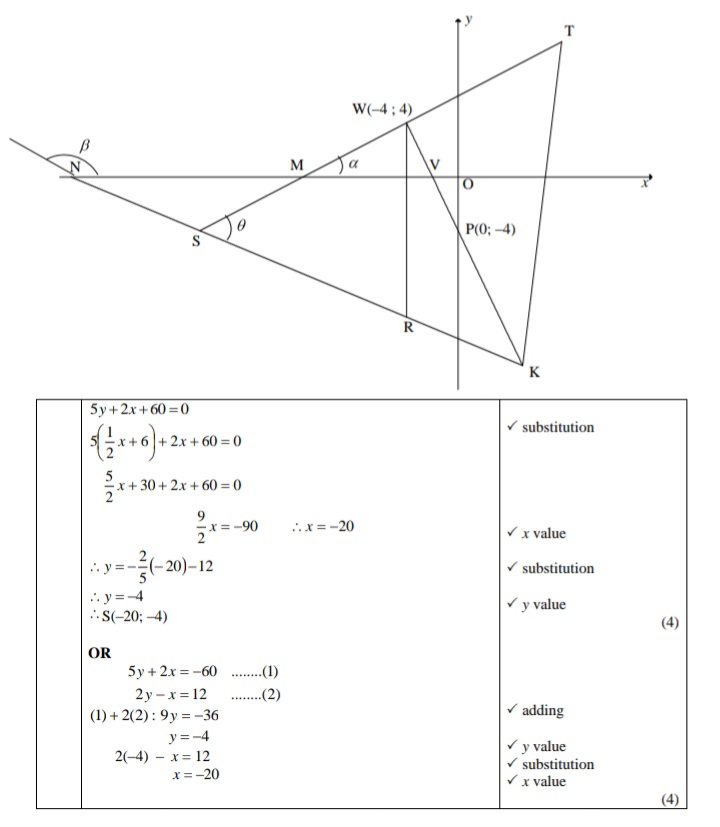 y
T
W(–4 ; 4)
β
N
M
α
V
O
x
S
θ
P(0; –4)
R
K
5y + 2x + 60 = 0
5(1/2 x + 6) + 2x + 60 = 0
✓ substitution
5/2 x + 30 + 2x + 60 = 0
9/2 x = –90 ∴ x = –20
✓ x value
∴ y = –2/5(–20) –12
✓ substitution
∴ y = –4
✓ y value
∴ S(–20; –4)
(4)
OR
5y + 2x = –60 ........(1)
2y – x = 12 ........(2)
(1) + 2(2) : 9y = –36
✓ adding
y = –4
✓ y value
2(–4) – x = 12
✓ substitution
x = –20
✓ x value
(4)